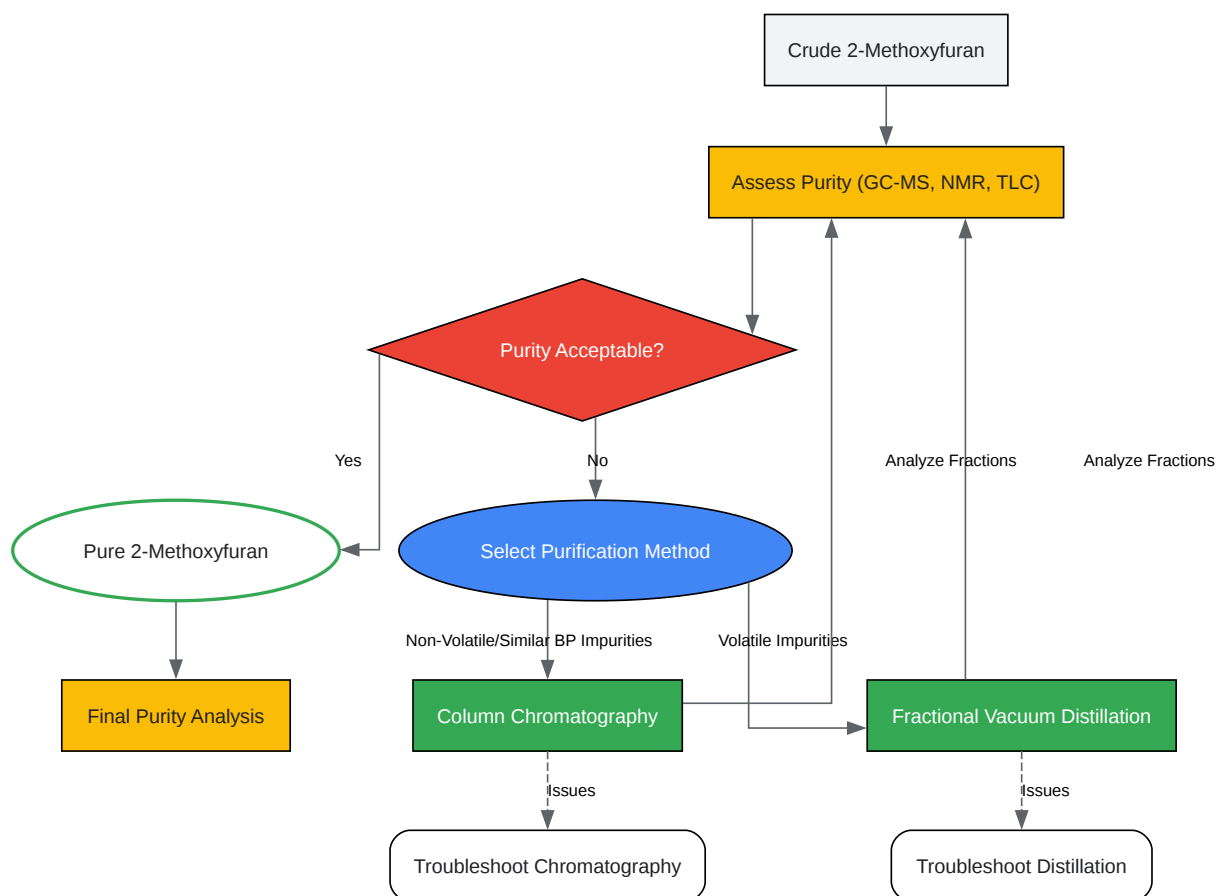 Crude 2-Methoxyfuran
Assess Purity (GC-MS, NMR, TLC)
Purity Acceptable?
Yes
No
Analyze Fractions
Analyze Fractions
Pure 2-Methoxyfuran
Select Purification Method
Non-Volatile/Similar BP Impurities
Volatile Impurities
Final Purity Analysis
Column Chromatography
Fractional Vacuum Distillation
Issues
Issues
Troubleshoot Chromatography
Troubleshoot Distillation